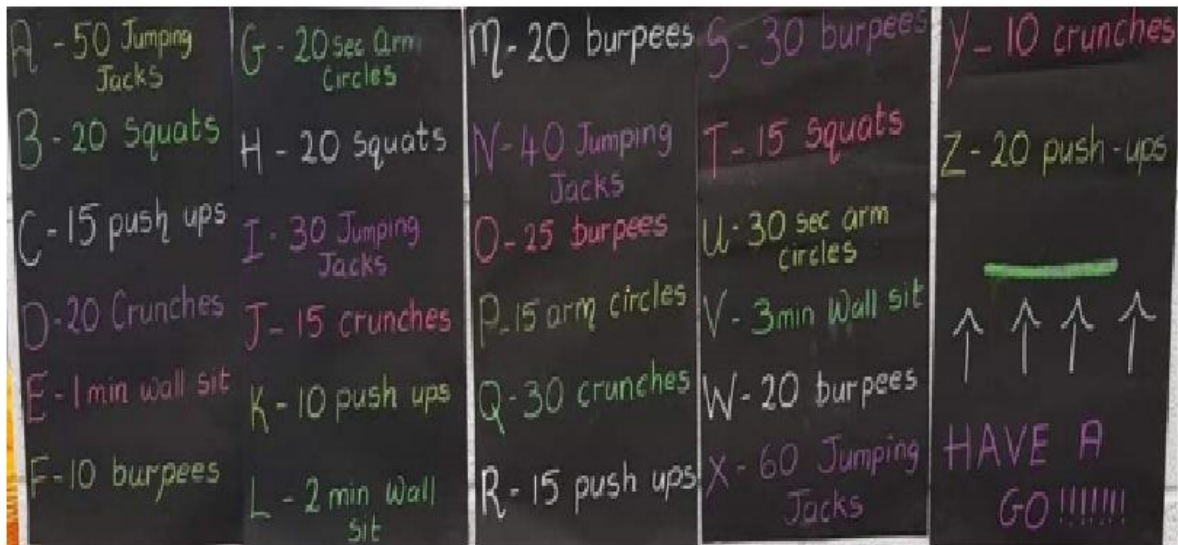 A - 50 Jumping
Jacks
B - 20 Squats
C - 15 push ups
D - 20 Crunches
E - 1 min wall sit
F - 10 burpees
G - 20 sec Arm
Circles
H - 20 squats
I - 30 Jumping
Jacks
J - 15 crunches
K - 10 push ups
L - 2 min Wall
sit
M - 20 burpees
N - 40 Jumping
Jacks
O - 25 burpees
P - 15 arm circles
Q - 30 crunches
R - 15 push ups
S - 30 burpees
T - 15 Squats
U - 30 sec arm
circles
V - 3 min Wall sit
W - 20 burpees
X - 60 Jumping
Jacks
Y - 10 crunches
Z - 20 push-ups
HAVE A
GO !!!!!!!